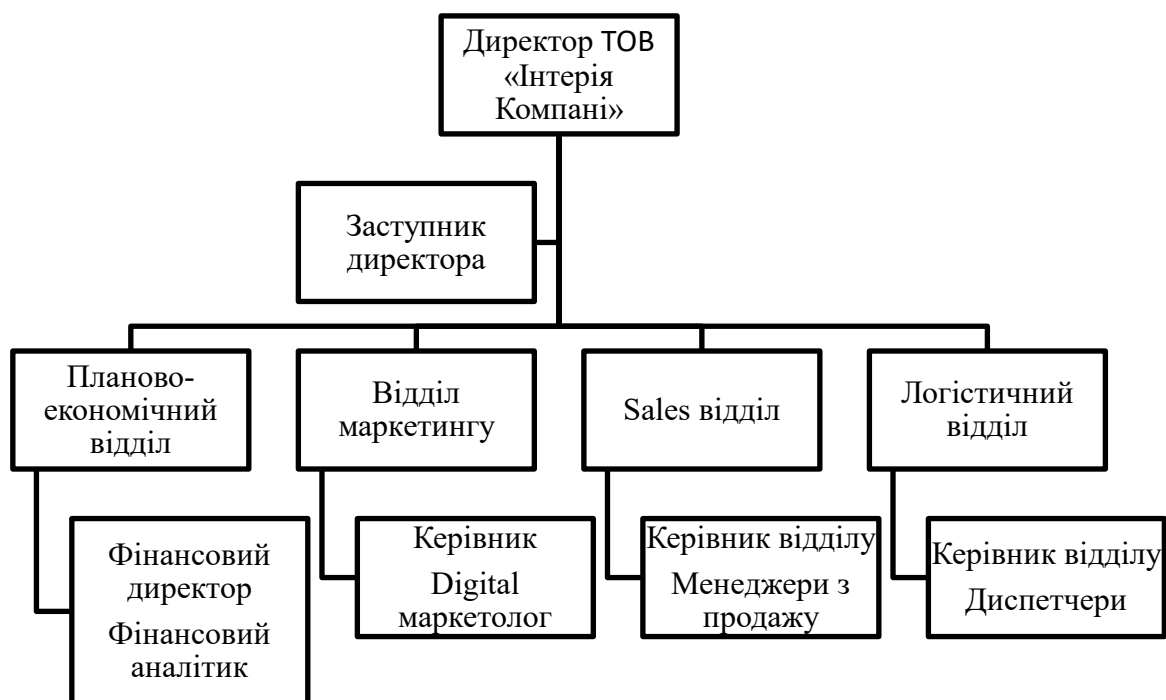 Директор ТОВ
«Інтерія
Компані»
Заступник
директора
Планово-
економічний
відділ
Відділ
маркетингу
Sales відділ
Логістичний
відділ
Фінансовий
директор
Фінансовий
аналітик
Керівник
Digital
маркетолог
Керівник відділу
Менеджери з
продажу
Керівник відділу
Диспетчери